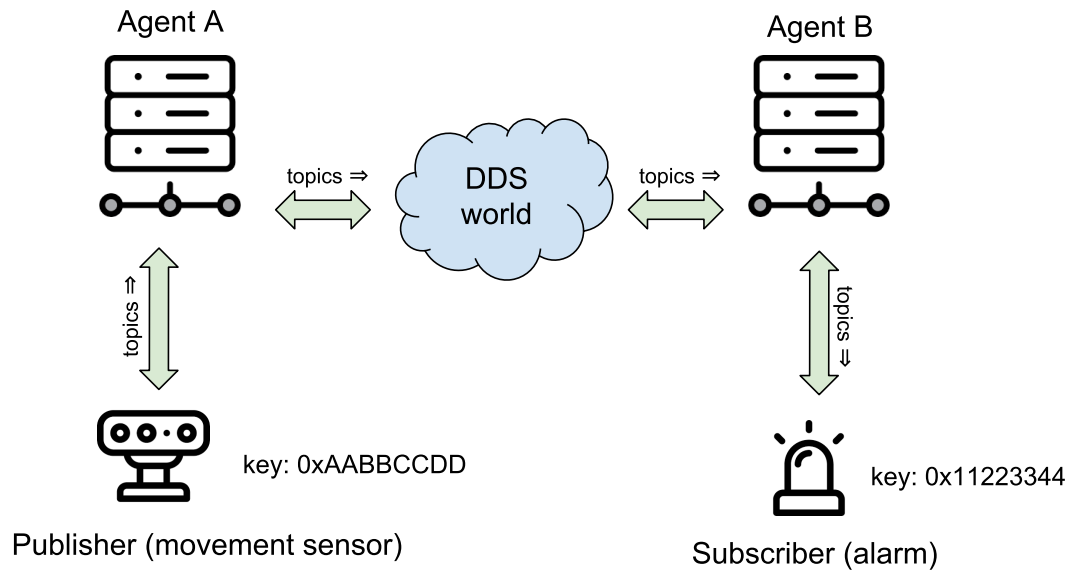 Agent A
Agent B
topics ⇒
DDS
world
topics ⇒
topics ⇒
topics ⇒
key: 0xAABBCCDD
key: 0x11223344
Publisher (movement sensor)
Subscriber (alarm)